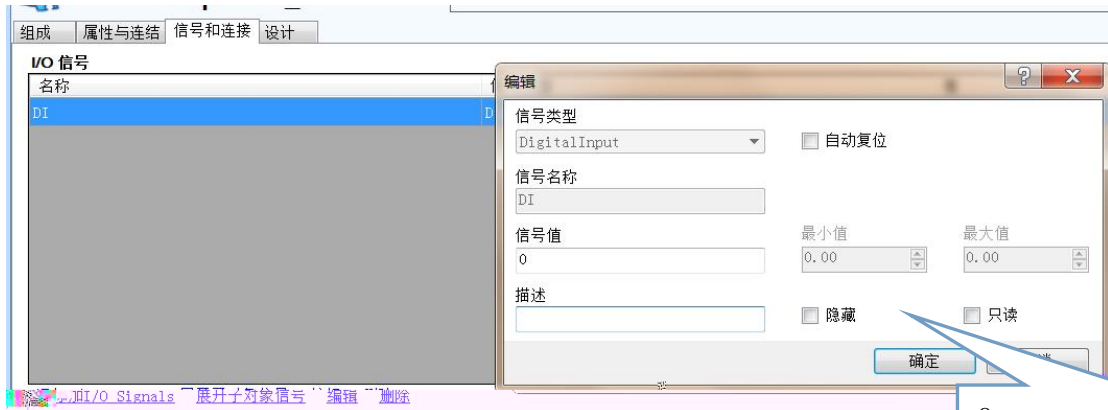 组成 属性与连结 信号和连接 设计
I/O 信号
名称
DI D
编辑
信号类型
DigitalInput 自动复位
信号名称
DI
信号值 最小值 最大值
0 0.00 0.00
描述
隐藏 只读
确定
I/O Signals 展开子对象信号 编辑 删除